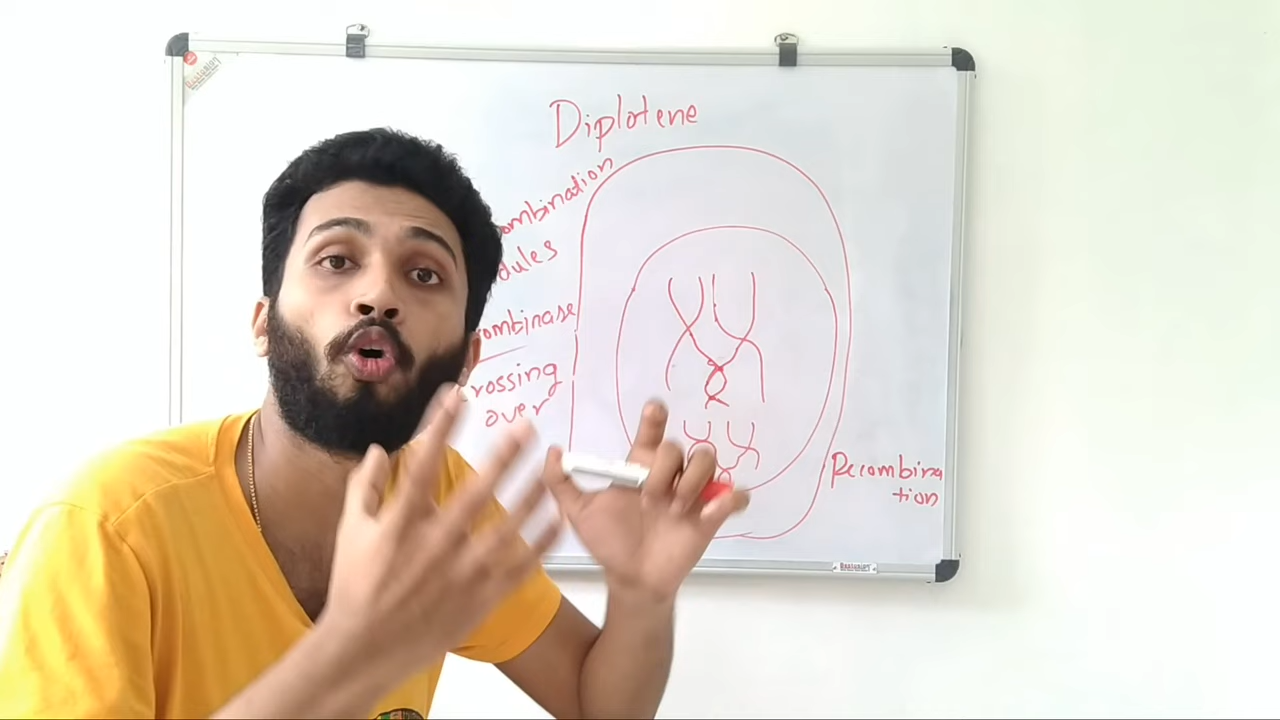 Diplotene
ombination
dules
ombinase
rossing
over
Recombina
tion